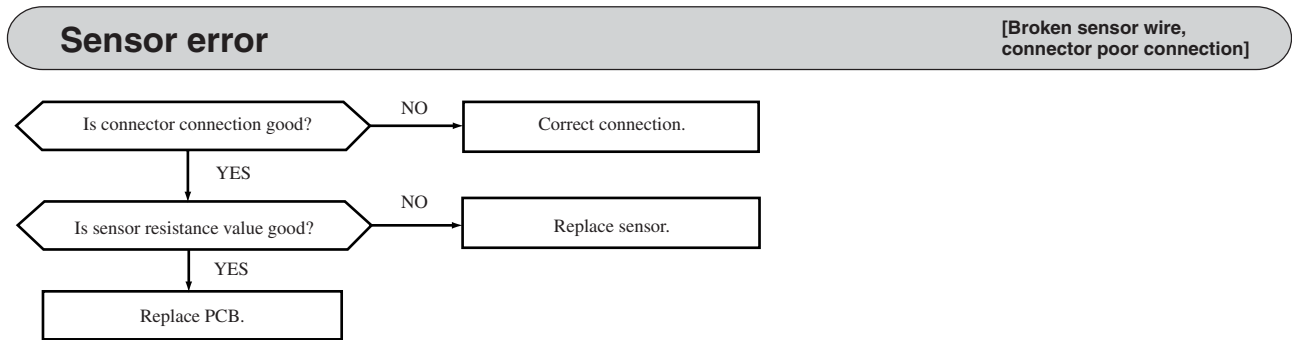 Sensor error
[Broken sensor wire,
connector poor connection]
Is connector connection good?
NO
Correct connection.
YES
Is sensor resistance value good?
NO
Replace sensor.
YES
Replace PCB.